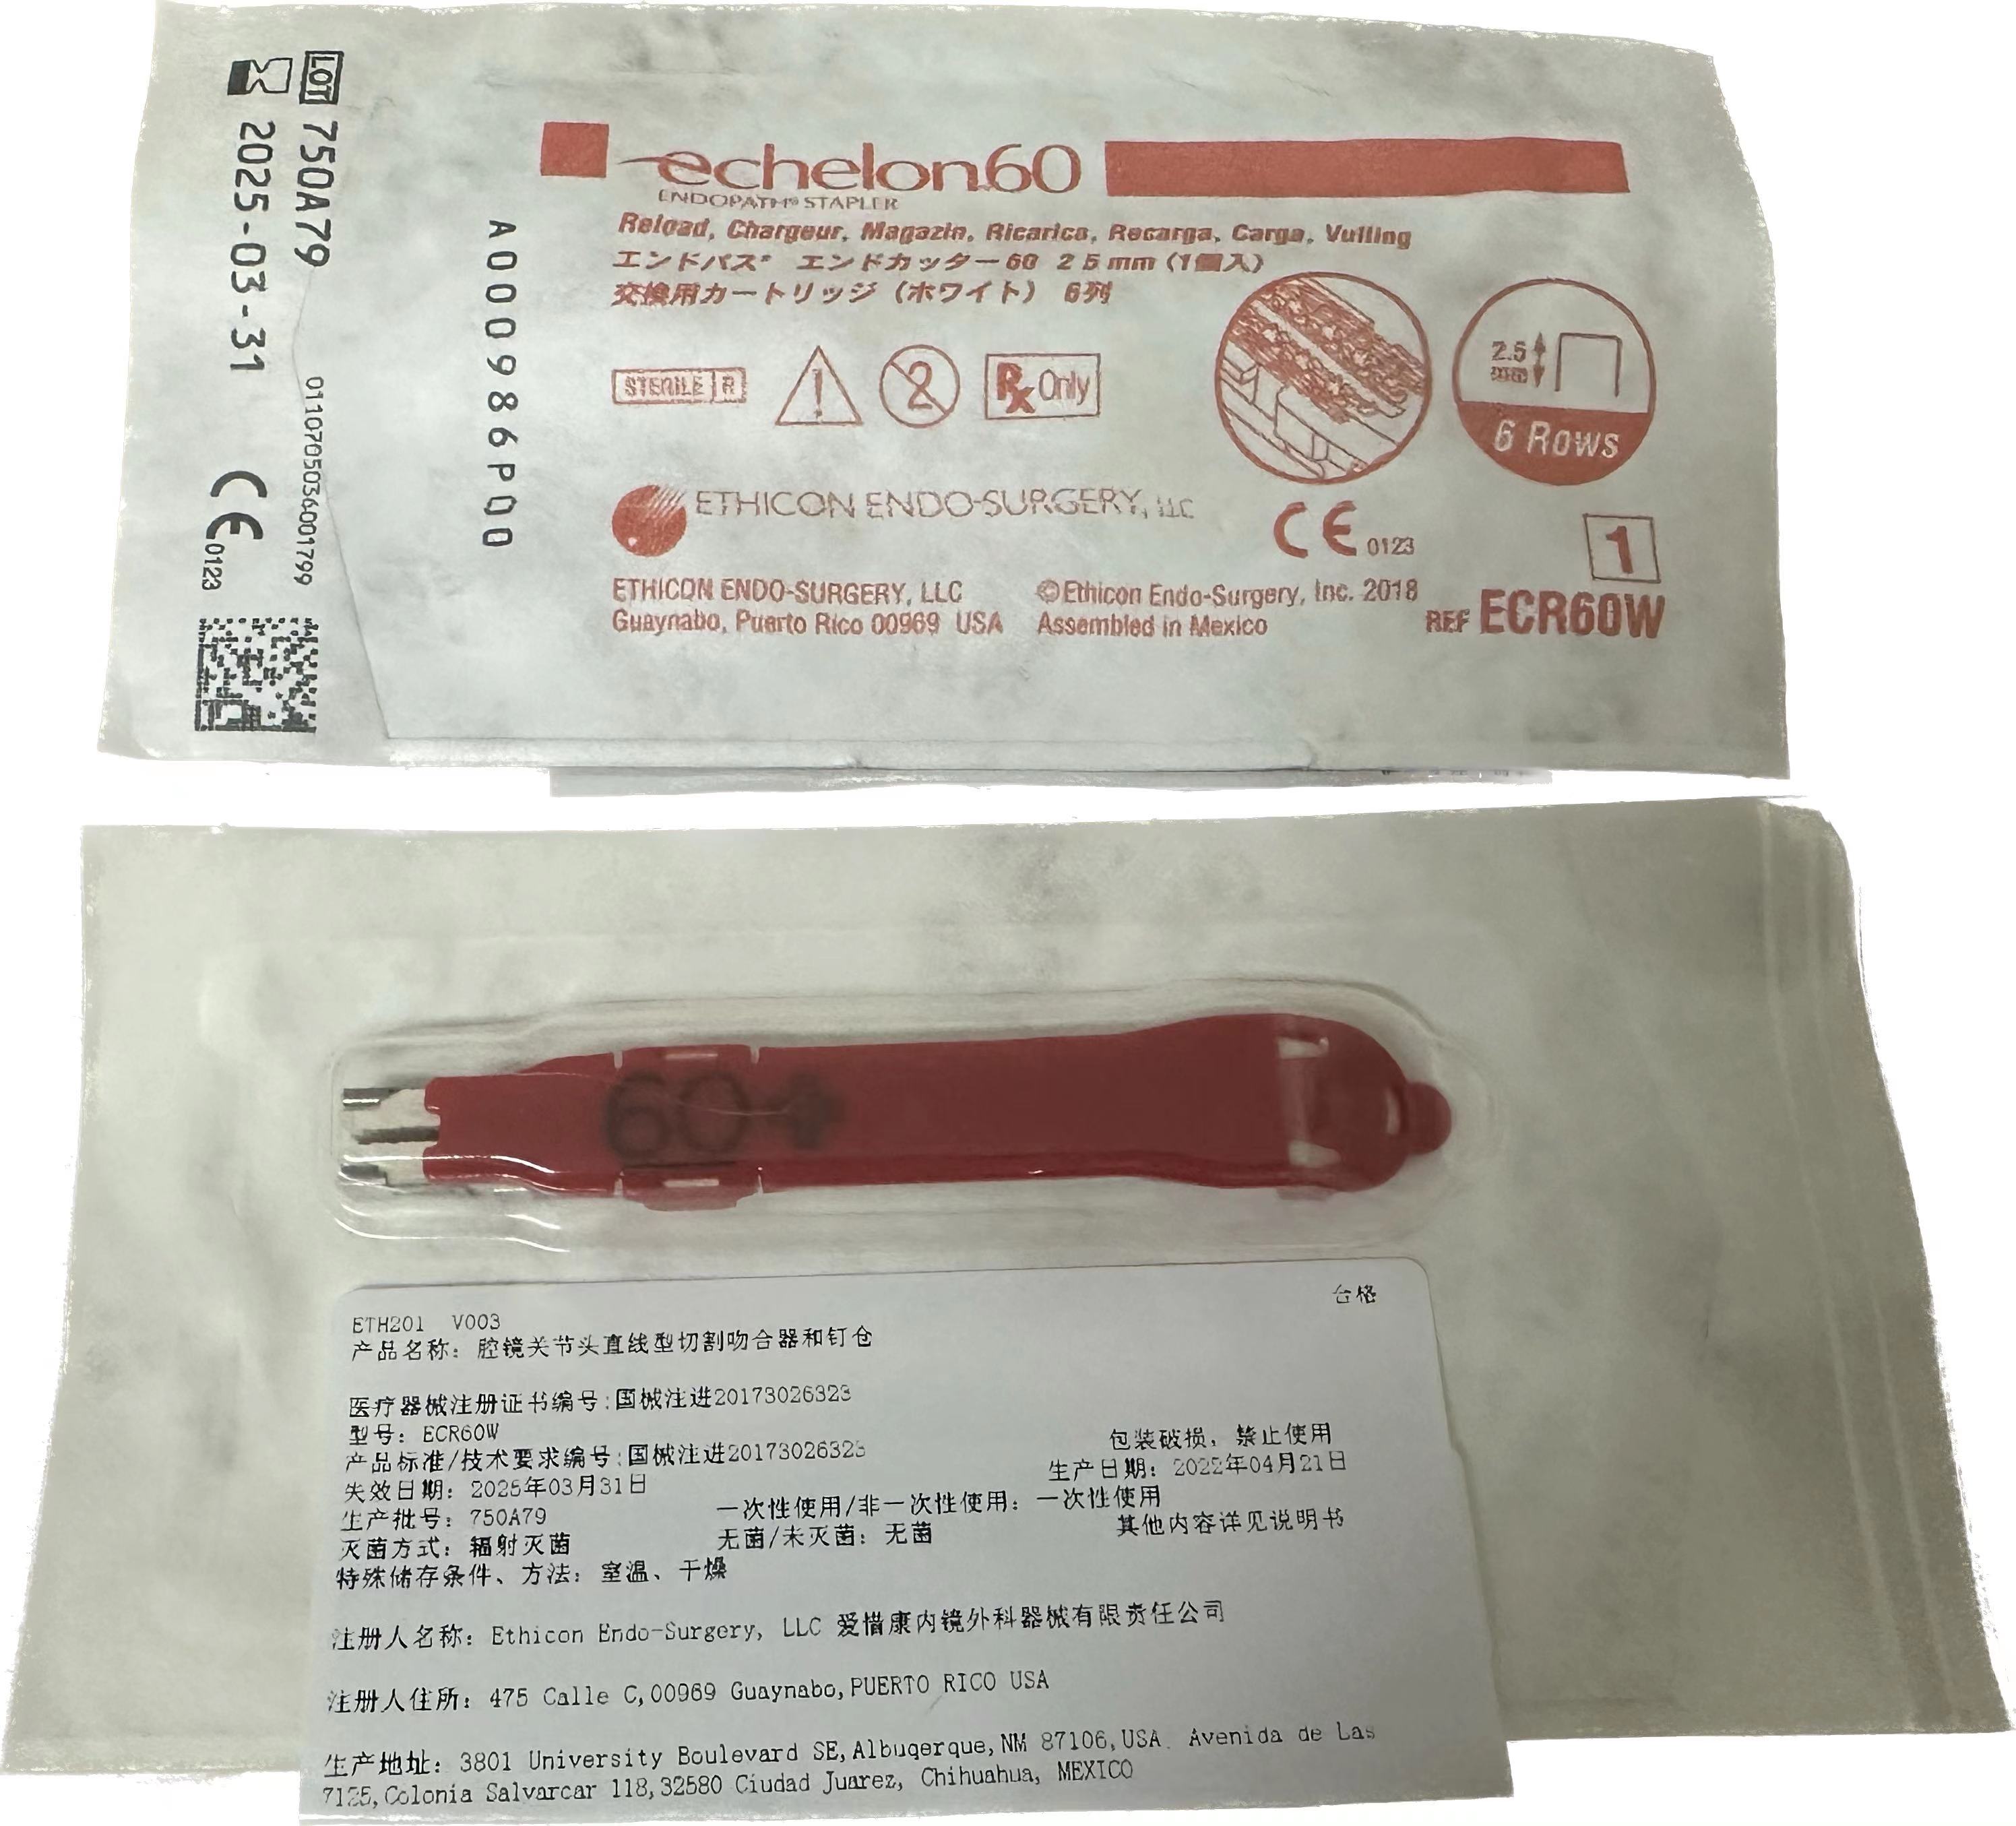 LOT 750A79
2025-03-31
0110705036001799
CE 0123
A000986P00
echelon60
ENDOPATH® STAPLER
Reload, Chargeur, Magazin, Ricarica, Recarga, Carga, Vulling
エンドパス* エンドカッター60 2.5mm (1個入)
交換用カートリッジ (ホワイト) 6列
STERILE R
2
Rx Only
2.5 mm
6 Rows
ETHICON ENDO-SURGERY, LLC
CE 0123
1
ETHICON ENDO-SURGERY, LLC
Guaynabo, Puerto Rico 00969 USA
©Ethicon Endo-Surgery, Inc. 2018
Assembled in Mexico
REF ECR60W
60
合格
ETH201 V003
产品名称: 腔镜关节头直线型切割吻合器和钉仓
医疗器械注册证书编号:国械注进20173026323
型号: ECR60W
产品标准/技术要求编号:国械注进20173026323
包装破损, 禁止使用
失效日期: 2025年03月31日
生产日期: 2022年04月21日
生产批号: 750A79
一次性使用/非一次性使用: 一次性使用
灭菌方式: 辐射灭菌
无菌/未灭菌: 无菌
其他内容详见说明书
特殊储存条件、方法: 室温、干燥
注册人名称: Ethicon Endo-Surgery, LLC 爱惜康内镜外科器械有限责任公司
注册人住所: 475 Calle C,00969 Guaynabo,PUERTO RICO USA
生产地址: 3801 University Boulevard SE,Albuqerque,NM 87106,USA. Avenida de Las
7125,Colonia Salvarcar 118,32580 Ciudad Juarez, Chihuahua, MEXICO